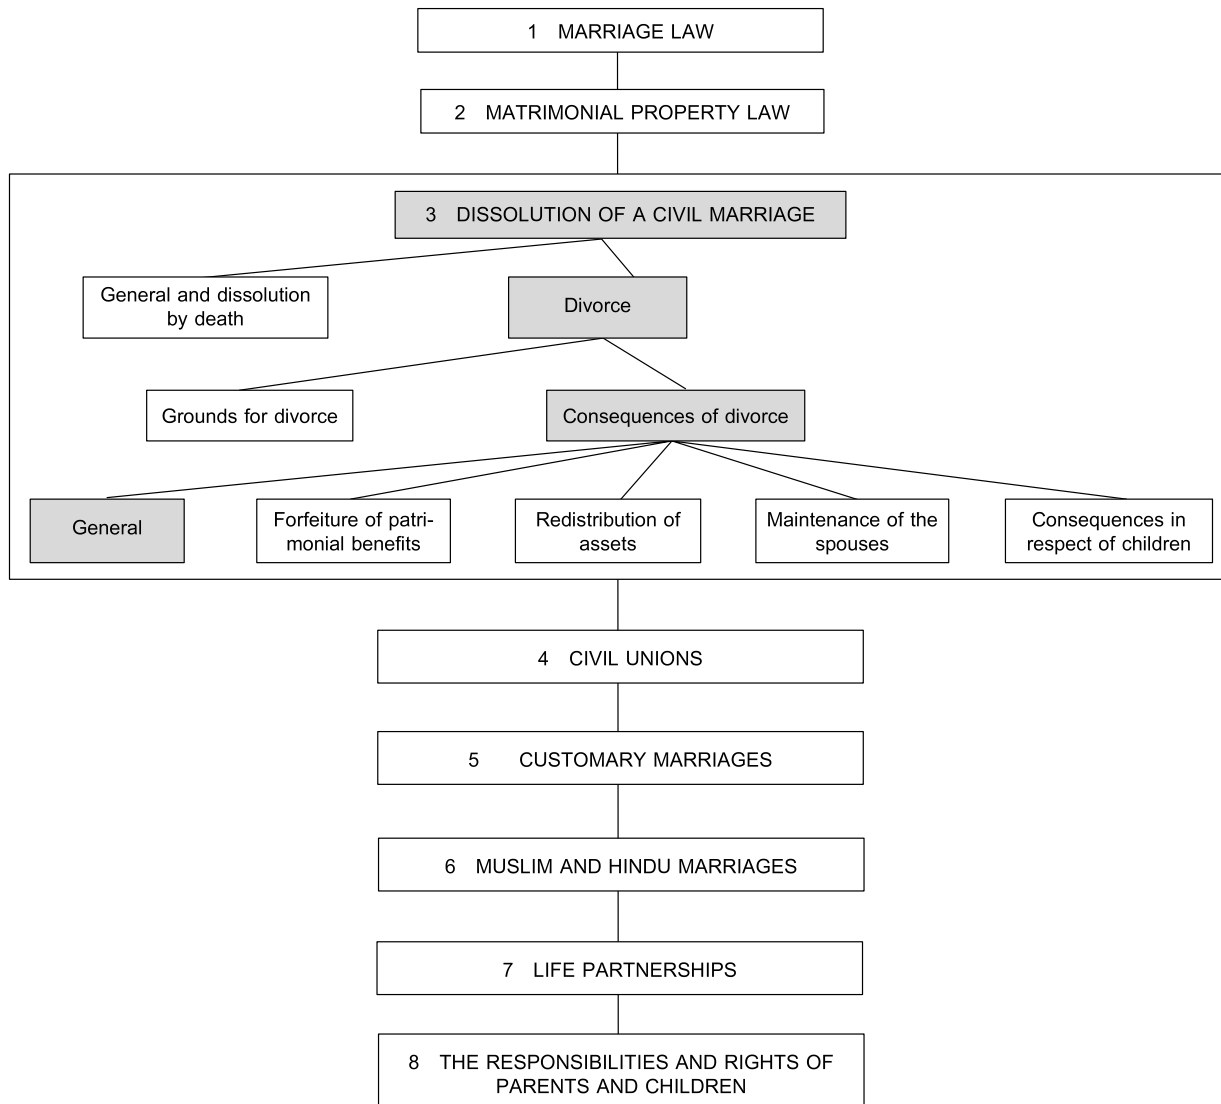 1 MARRIAGE LAW
2 MATRIMONIAL PROPERTY LAW
3 DISSOLUTION OF A CIVIL MARRIAGE
General and dissolution
by death
Divorce
Grounds for divorce
Consequences of divorce
General
Forfeiture of patri-
monial benefits
Redistribution of
assets
Maintenance of the
spouses
Consequences in
respect of children
4 CIVIL UNIONS
5 CUSTOMARY MARRIAGES
6 MUSLIM AND HINDU MARRIAGES
7 LIFE PARTNERSHIPS
8 THE RESPONSIBILITIES AND RIGHTS OF
PARENTS AND CHILDREN